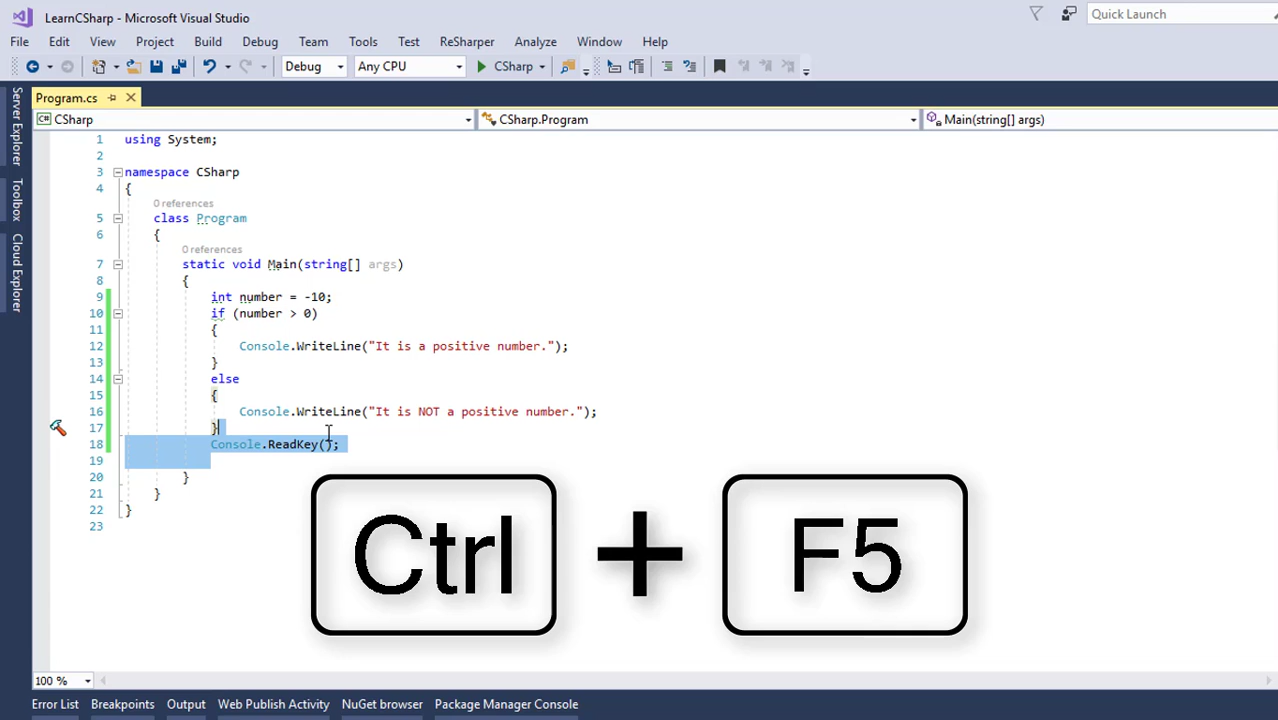 LearnCSharp - Microsoft Visual Studio
Quick Launch
File Edit View Project Build Debug Team Tools Test ReSharper Analyze Window Help
Debug Any CPU CSharp
Server Explorer
Toolbox
Cloud Explorer
Program.cs
C# CSharp CSharp.Program Main(string[] args)
1 using System;
2
3 namespace CSharp
4 {
0 references
5 class Program
6 {
0 references
7 static void Main(string[] args)
8 {
9 int number = -10;
10 if (number > 0)
11 {
12 Console.WriteLine("It is a positive number.");
13 }
14 else
15 {
16 Console.WriteLine("It is NOT a positive number.");
17 }
18 Console.ReadKey();
19
20 }
21 }
22 }
23
Ctrl + F5
100 %
Error List Breakpoints Output Web Publish Activity NuGet browser Package Manager Console